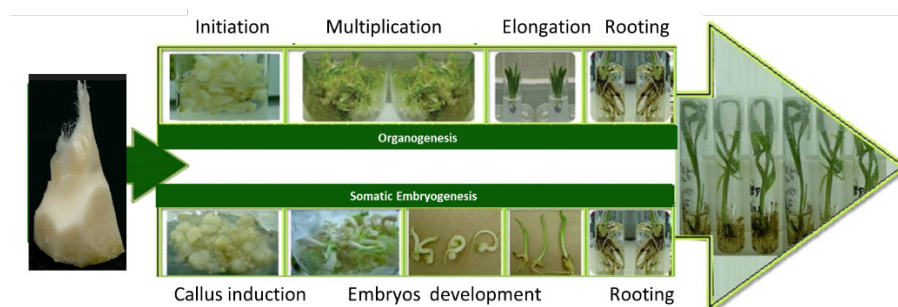 Initiation Multiplication Elongation Rooting
Organogenesis
Somatic Embryogenesis
Callus induction Embryos development Rooting